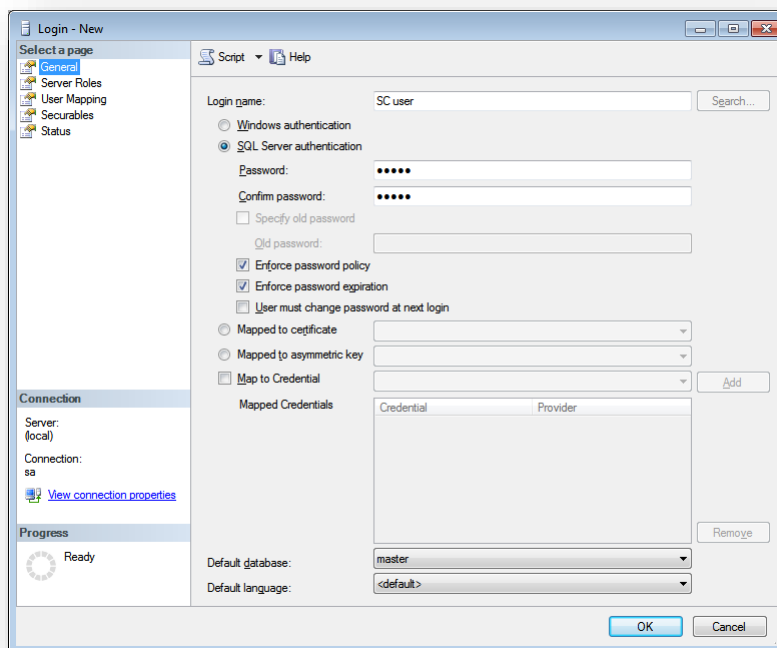 Login - New
Select a page
General
Server Roles
User Mapping
Securables
Status
Script
Help
Login name:
SC user
Search...
Windows authentication
SQL Server authentication
Password:
●●●●●
Confirm password:
●●●●●
Specify old password
Old password:
Enforce password policy
Enforce password expiration
User must change password at next login
Mapped to certificate
Mapped to asymmetric key
Map to Credential
Add
Mapped Credentials
Credential Provider
Remove
Default database:
master
Default language:
<default>
Connection
Server:
(local)
Connection:
sa
View connection properties
Progress
Ready
OK
Cancel